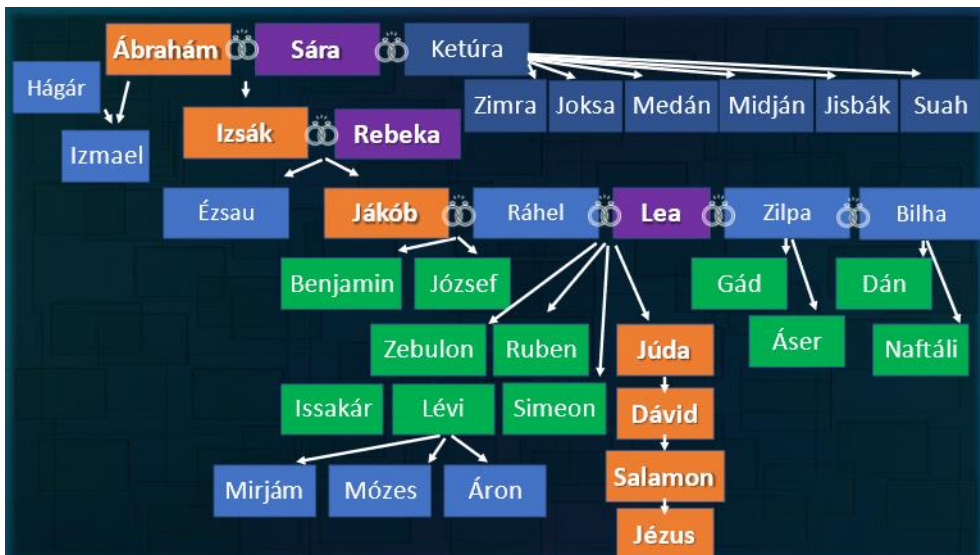 Ábrahám
Sára
Ketúra
Hágár
Zimra
Joksa
Medán
Midján
Jisbák
Suah
Izsák
Rebeka
Izmael
Ézsau
Jákób
Ráhel
Lea
Zilpa
Bilha
Benjamin
József
Gád
Dán
Zebulon
Ruben
Júda
Áser
Naftáli
Issakár
Lévi
Simeon
Dávid
Mirjám
Mózes
Áron
Salamon
Jézus